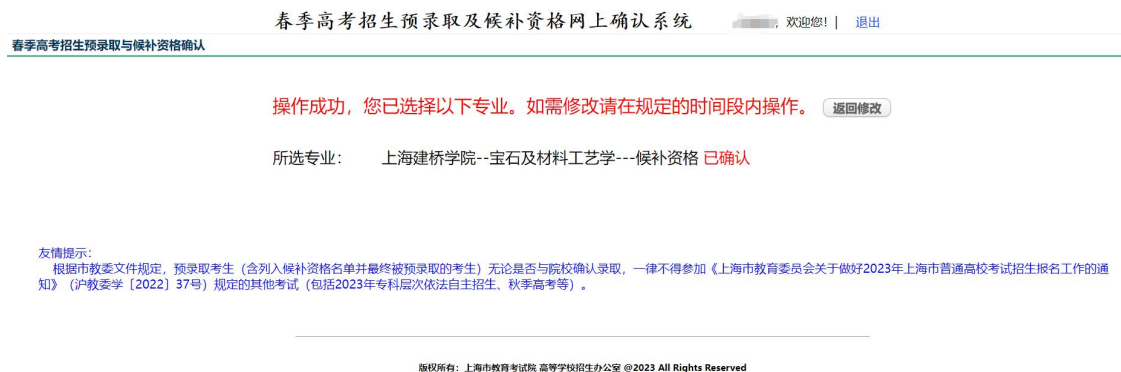 春季高考招生预录取及候补资格网上确认系统 , 欢迎您! | 退出
春季高考招生预录取与候补资格确认
操作成功，您已选择以下专业。如需修改请在规定的时间段内操作。 返回修改
所选专业： 上海建桥学院--宝石及材料工艺学---候补资格 已确认
友情提示：
根据市教委文件规定，预录取考生（含列入候补资格名单并最终被预录取的考生）无论是否与院校确认录取，一律不得参加《上海市教育委员会关于做好2023年上海市普通高校考试招生报名工作的通
知》（沪教委学〔2022〕37号）规定的其他考试（包括2023年专科层次依法自主招生、秋季高考等）。
版权所有：上海市教育考试院 高等学校招生办公室 @2023 All Rights Reserved